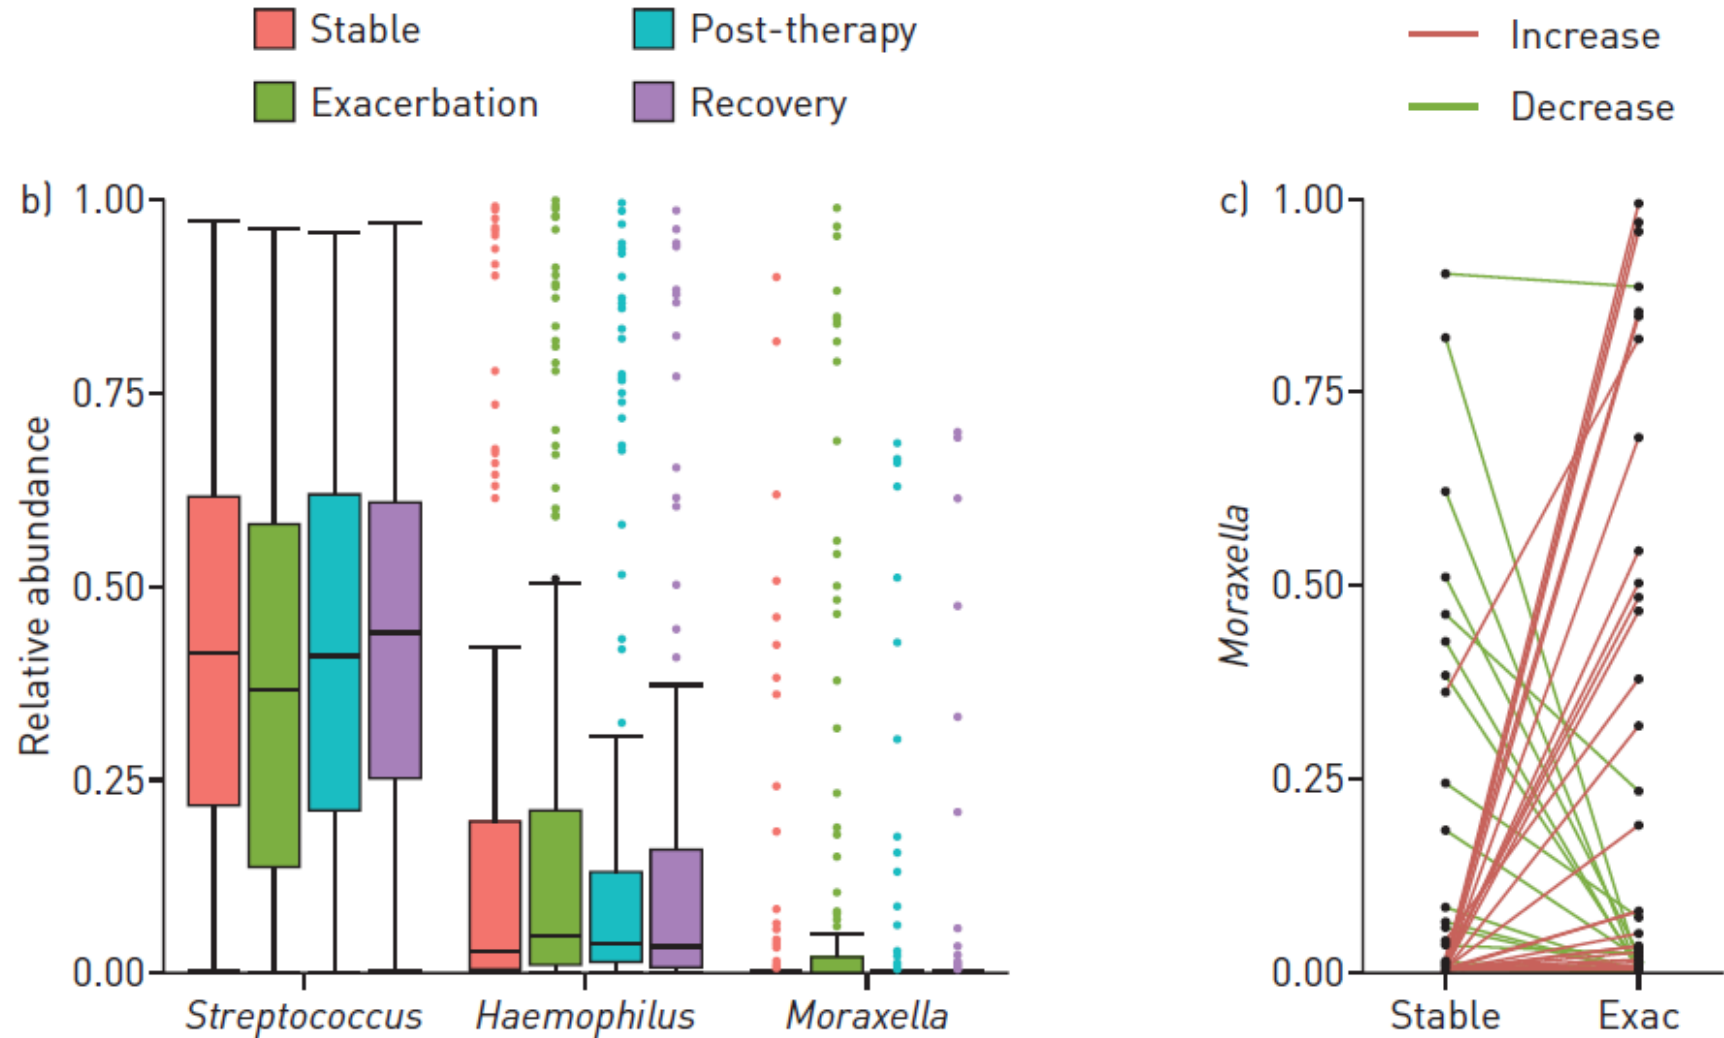 Stable
Post-therapy
Exacerbation
Recovery
Increase
Decrease
b)
Relative abundance
1.00
0.75
0.50
0.25
0.00
Streptococcus
Haemophilus
Moraxella
c)
Moraxella
1.00
0.75
0.50
0.25
0.00
Stable
Exac